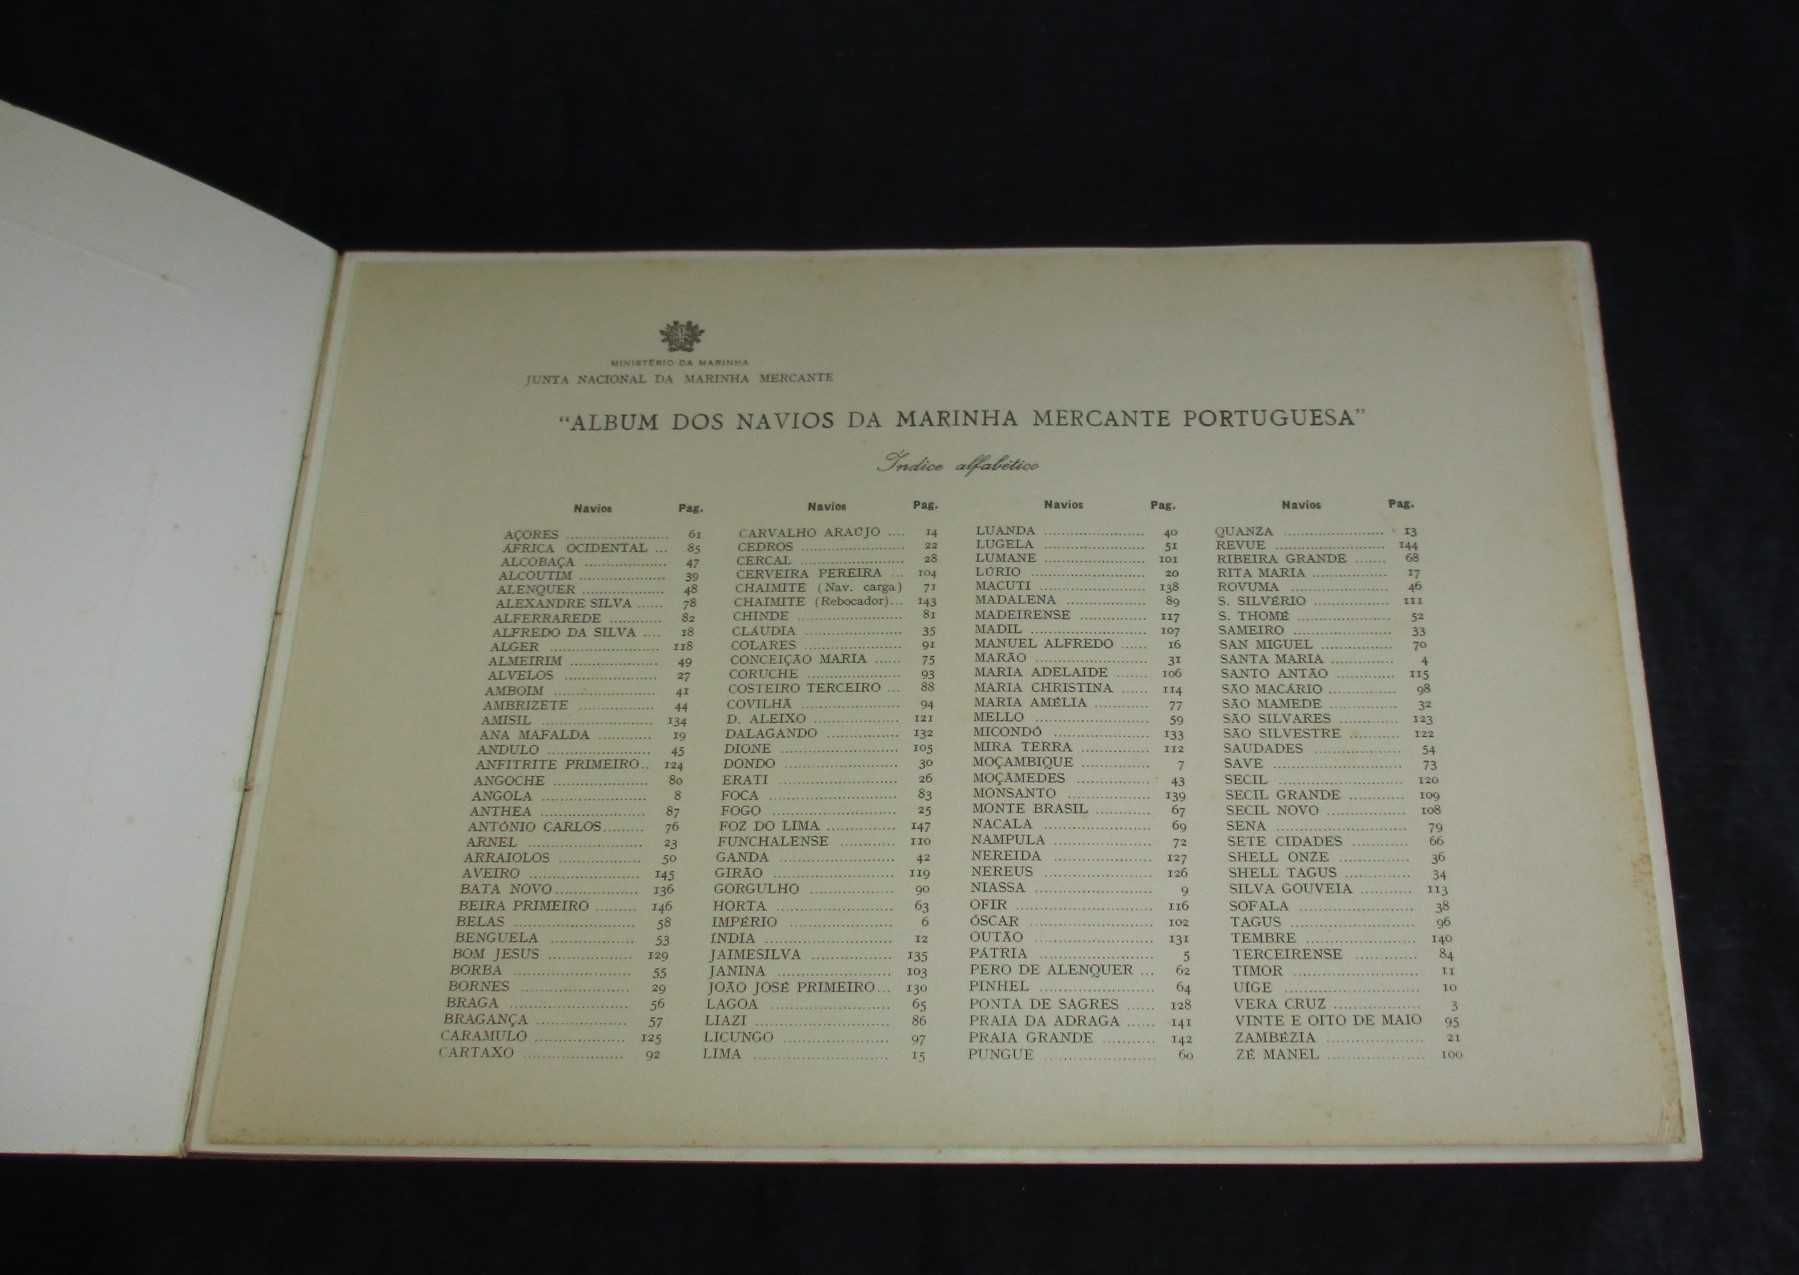 MINISTÉRIO DA MARINHA
JUNTA NACIONAL DA MARINHA MERCANTE
"ALBUM DOS NAVIOS DA MARINHA MERCANTE PORTUGUESA"
Índice alfabético
Navios Pag.
AÇORES 61
ÁFRICA OCIDENTAL ... 85
ALCOBAÇA 47
ALCOUTIM 39
ALENQUER 48
ALEXANDRE SILVA 78
ALFERRAREDE 82
ALFREDO DA SILVA 18
ALGER 118
ALMEIRIM 49
ALVELOS 27
AMBOIM 41
AMBRIZETE 44
AMISIL 134
ANA MAFALDA 19
ANDULO 45
ANFITRITE PRIMEIRO 124
ANGOCHE 80
ANGOLA 8
ANTHEA 87
ANTÓNIO CARLOS 76
ARNEL 23
ARRAIOLOS 50
AVEIRO 145
BATA NOVO 136
BEIRA PRIMEIRO 146
BELAS 58
BENGUELA 53
BOM JESUS 129
BORBA 55
BORNES 29
BRAGA 56
BRAGANÇA 57
CARAMULO 125
CARTAXO 92
Navios Pag.
CARVALHO ARAÚJO 14
CEDROS 22
CERCAL 28
CERVEIRA PEREIRA 104
CHAIMITE (Nav. carga) 71
CHAIMITE (Rebocador) 143
CHINDE 81
CLÁUDIA 35
COLARES 91
CONCEIÇÃO MARIA 75
CORUCHE 93
COSTEIRO TERCEIRO 88
COVILHÃ 94
D. ALEIXO 121
DALAGANDO 132
DIONE 105
DONDO 30
ERATI 26
FOCA 83
FOGO 25
FOZ DO LIMA 147
FUNCHALENSE 110
GANDA 42
GIRÃO 119
GORGULHO 90
HORTA 63
IMPÉRIO 6
ÍNDIA 12
JAIMESILVA 135
JANINA 103
JOÃO JOSÉ PRIMEIRO 130
LAGOA 65
LIAZI 86
LICUNGO 97
LIMA 15
Navios Pag.
LUANDA 40
LUGELA 51
LUMANE 101
LÚRIO 20
MACUTI 138
MADALENA 89
MADEIRENSE 117
MADIL 107
MANUEL ALFREDO 16
MARÃO 31
MARIA ADELAIDE 106
MARIA CHRISTINA 114
MARIA AMÉLIA 77
MELLO 59
MICONDÓ 133
MIRA TERRA 112
MOÇAMBIQUE 7
MOÇÂMEDES 43
MONSANTO 139
MONTE BRASIL 67
NACALA 69
NAMPULA 72
NEREIDA 127
NEREUS 126
NIASSA 9
OFIR 116
ÓSCAR 102
OUTÃO 131
PÁTRIA 5
PERO DE ALENQUER 62
PINHEL 64
PONTA DE SAGRES 128
PRAIA DA ADRAGA 141
PRAIA GRANDE 142
PUNGUE 60
Navios Pag.
QUANZA 13
REVUE 144
RIBEIRA GRANDE 68
RITA MARIA 17
ROVUMA 46
S. SILVÉRIO 111
S. THOMÉ 52
SAMEIRO 33
SAN MIGUEL 70
SANTA MARIA 4
SANTO ANTÃO 115
SÃO MACÁRIO 98
SÃO MAMEDE 32
SÃO SILVARES 123
SÃO SILVESTRE 122
SAUDADES 54
SAVE 73
SECIL 120
SECIL GRANDE 109
SECIL NOVO 108
SENA 79
SETE CIDADES 66
SHELL ONZE 36
SHELL TAGUS 34
SILVA GOUVEIA 113
SOFALA 38
TAGUS 96
TEMBRE 140
TERCEIRENSE 84
TIMOR 11
UIGE 10
VERA CRUZ 3
VINTE E OITO DE MAIO 95
ZAMBÉZIA 21
ZÉ MANEL 100